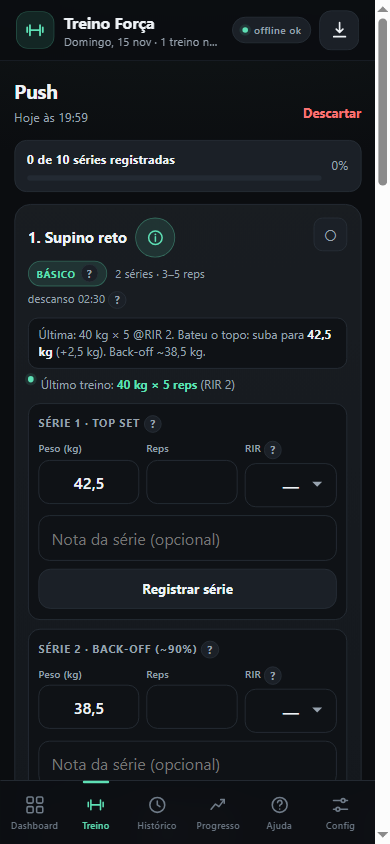 Treino Força
Domingo, 15 nov · 1 treino n...
offline ok
Push
Hoje às 19:59
Descartar
0 de 10 séries registradas
0%
1. Supino reto
BÁSICO ?
2 séries · 3–5 reps
descanso 02:30 ?
Última: 40 kg × 5 @RIR 2. Bateu o topo: suba para 42,5
kg (+2,5 kg). Back-off ~38,5 kg.
Último treino: 40 kg × 5 reps (RIR 2)
SÉRIE 1 · TOP SET ?
Peso (kg) Reps RIR ?
42,5 —
Nota da série (opcional)
Registrar série
SÉRIE 2 · BACK-OFF (~90%) ?
Peso (kg) Reps RIR ?
38,5 —
Nota da série (opcional)
Dashboard Treino Histórico Progresso Ajuda Config